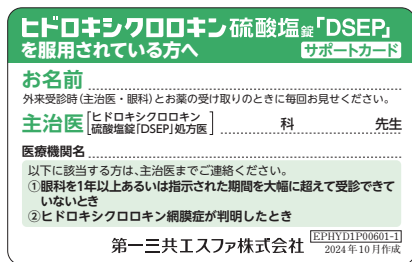 ヒドロキシクロロキン硫酸塩錠「DSEP」
を服用されている方へ
サポートカード
お名前
外来受診時(主治医・眼科)とお薬の受け取りのときに毎回お見せください。
主治医[ヒドロキシクロロキン
硫酸塩錠「DSEP」処方医] 科 先生
医療機関名
以下に該当する方は、主治医までご連絡ください。
①眼科を1年以上あるいは指示された期間を大幅に超えて受診できて
いないとき
②ヒドロキシクロロキン網膜症が判明したとき
第一三共エスファ株式会社
EPHYD1P00601-1
2024年10月作成